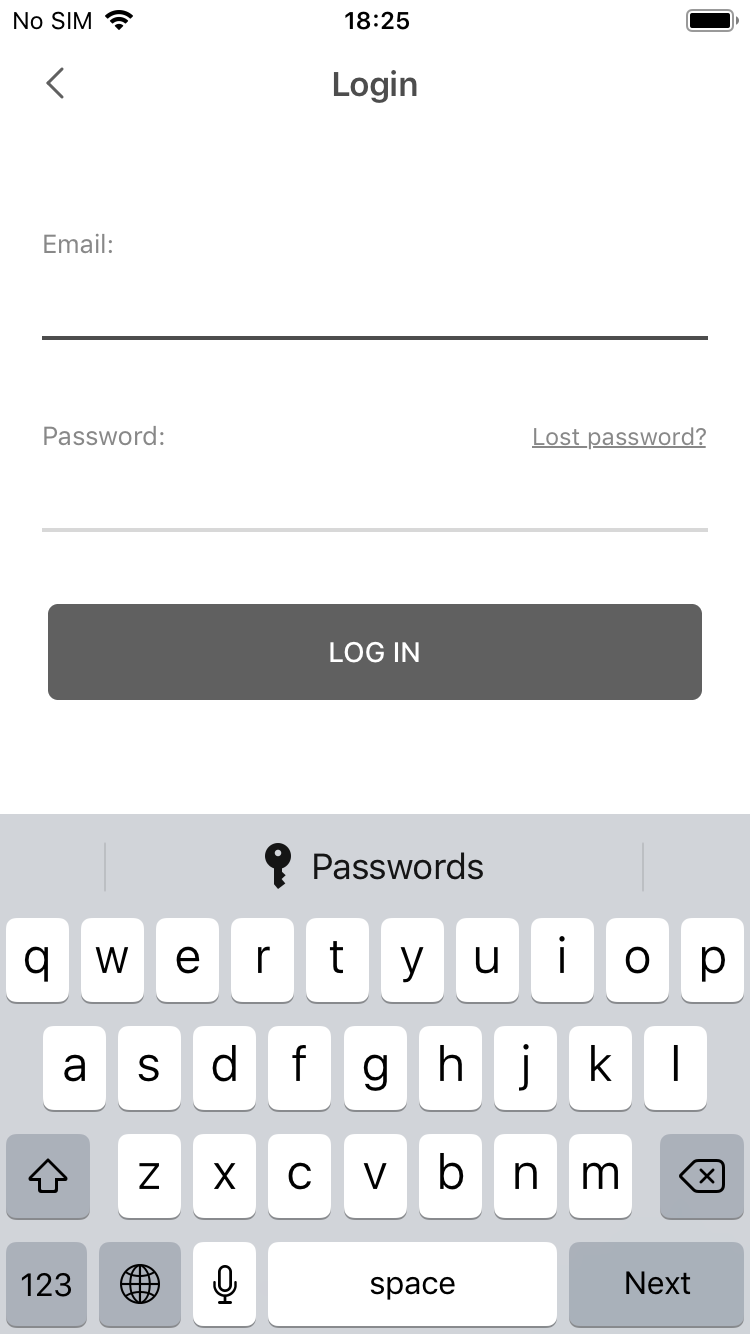 No SIM 18:25
Login
Email:
Password: Lost password?
LOG IN
Passwords
q w e r t y u i o p
a s d f g h j k l
z x c v b n m
123 space Next